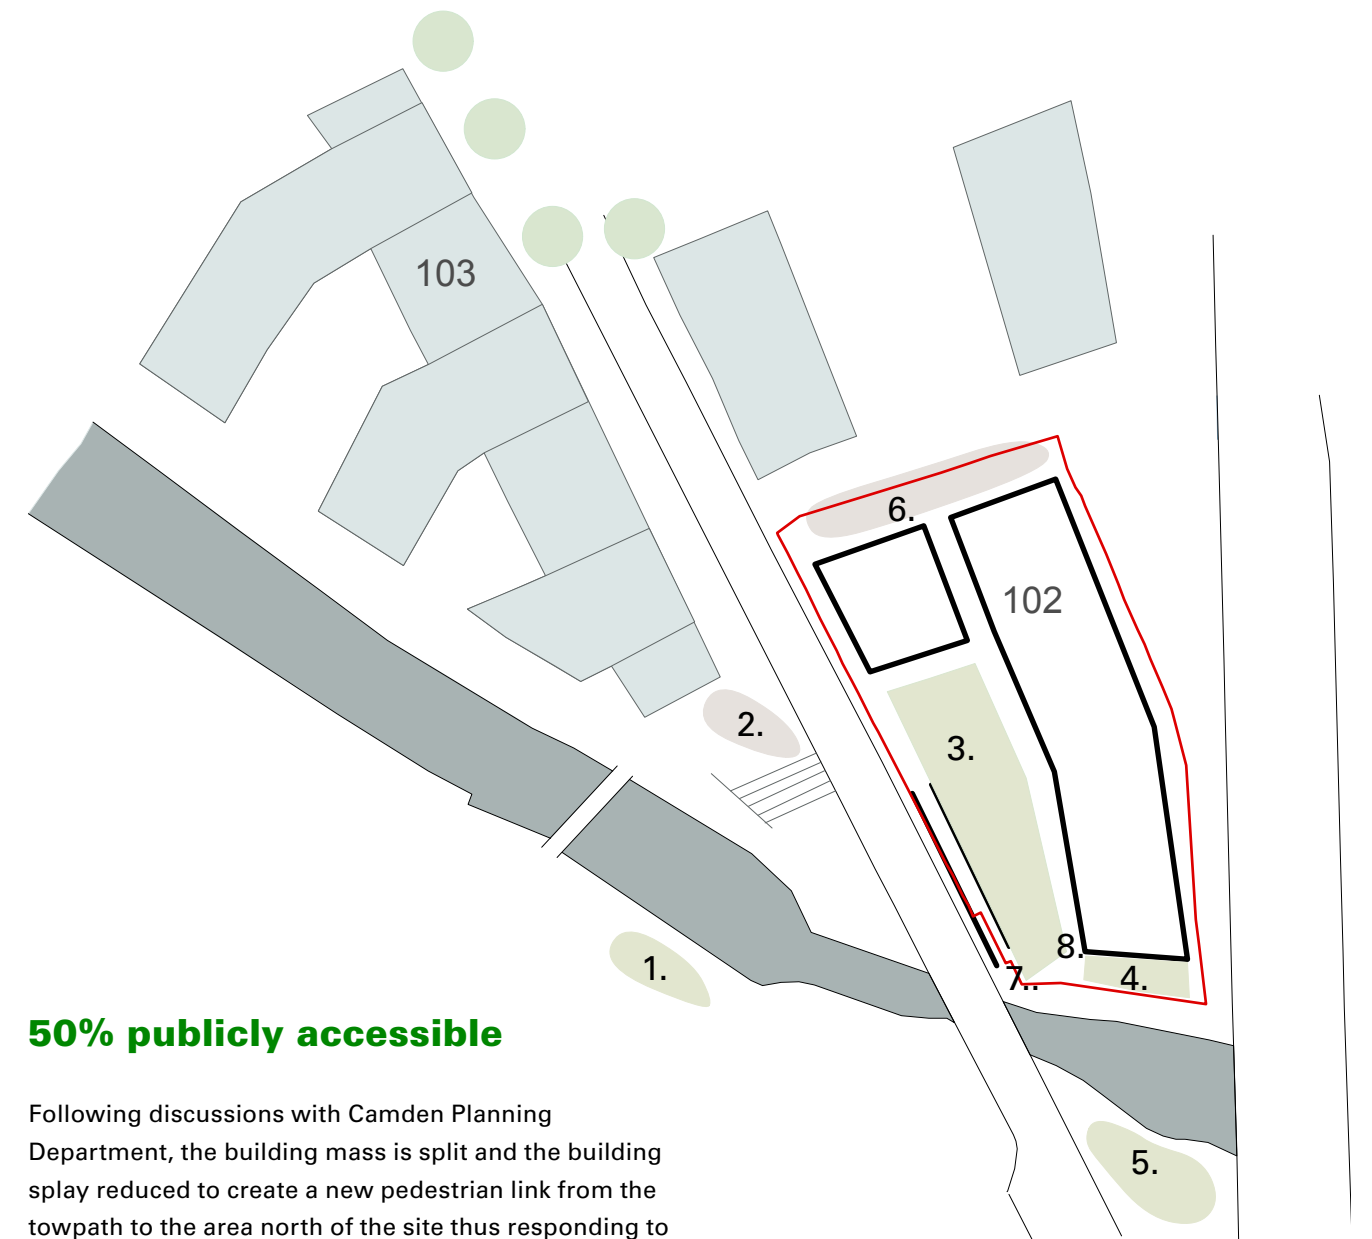 103
6.
102
2.
3.
8.
1.
7..
4.
50% publicly accessible
5.
Following discussions with Camden Planning
Department, the building mass is split and the building
splay reduced to create a new pedestrian link from the
towpath to the area north of the site thus responding to